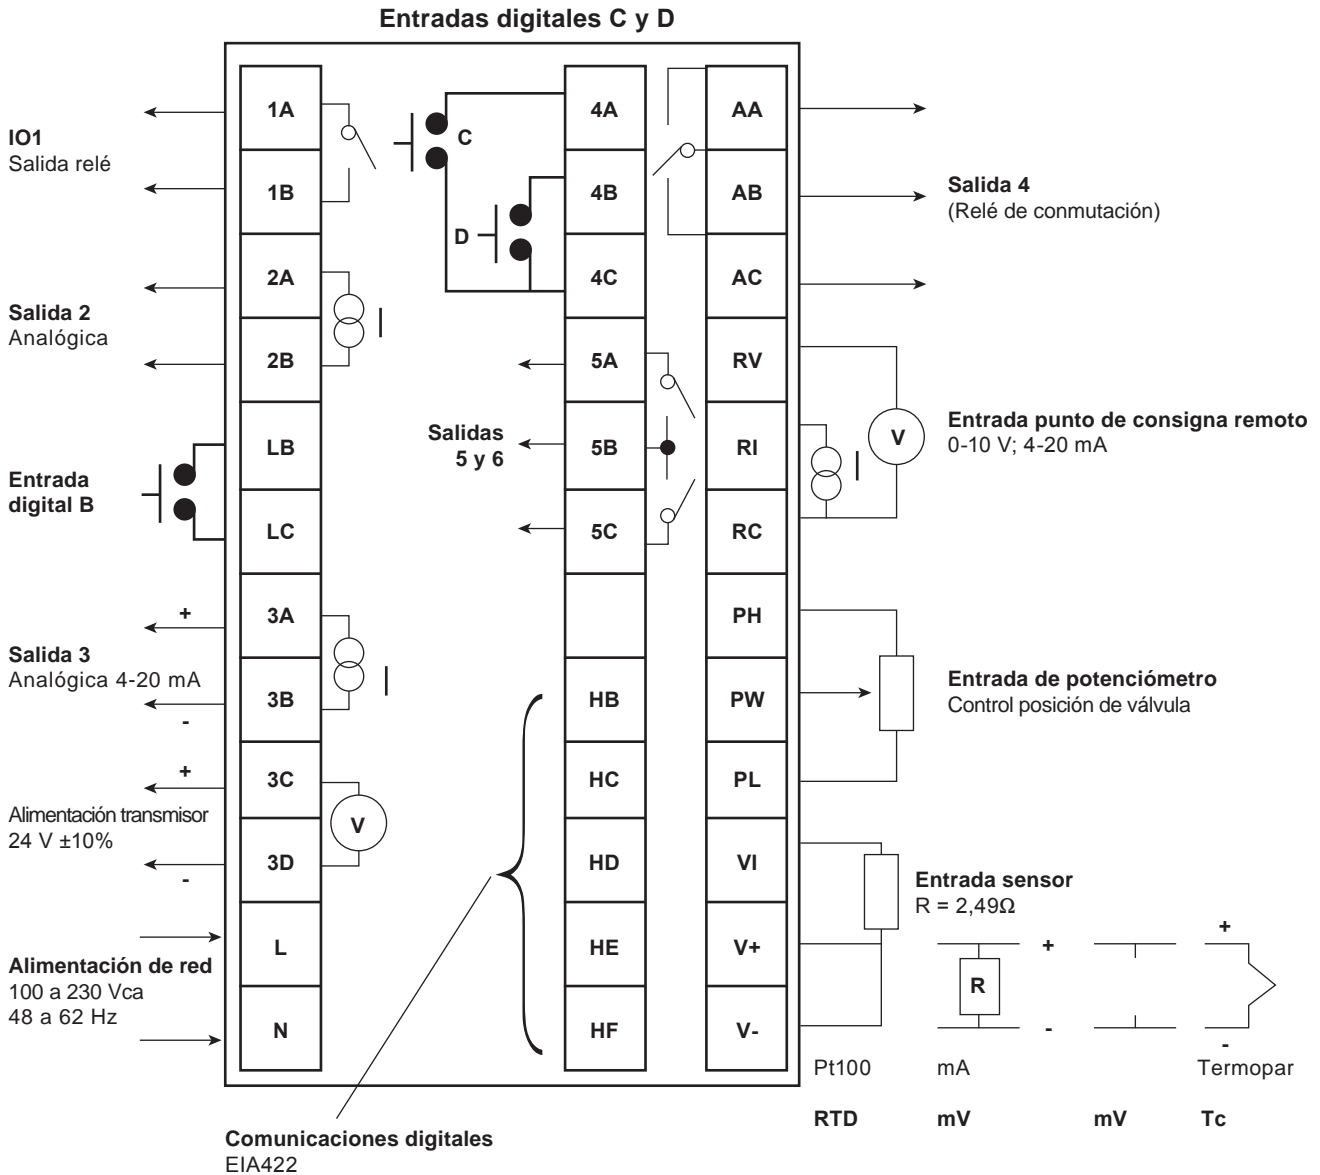 Entradas digitales C y D
IO1
Salida relé
Salida 2
Analógica
Entrada
digital B
+
Salida 3
Analógica 4-20 mA
-
+
Alimentación transmisor
24 V ±10%
-
Alimentación de red
100 a 230 Vca
48 a 62 Hz
1A
1B
2A
2B
LB
LC
3A
3B
3C
3D
L
N
I
I
V
C
D
Salidas
5 y 6
4A
4B
4C
5A
5B
5C
HB
HC
HD
HE
HF
AA
AB
AC
RV
RI
RC
PH
PW
PL
VI
V+
V-
Salida 4
(Relé de conmutación)
I
V
Entrada punto de consigna remoto
0-10 V; 4-20 mA
Entrada de potenciómetro
Control posición de válvula
Entrada sensor
R = 2,49Ω
+
+
R
-
-
Pt100
mA
Termopar
RTD
mV
mV
Tc
Comunicaciones digitales
EIA422